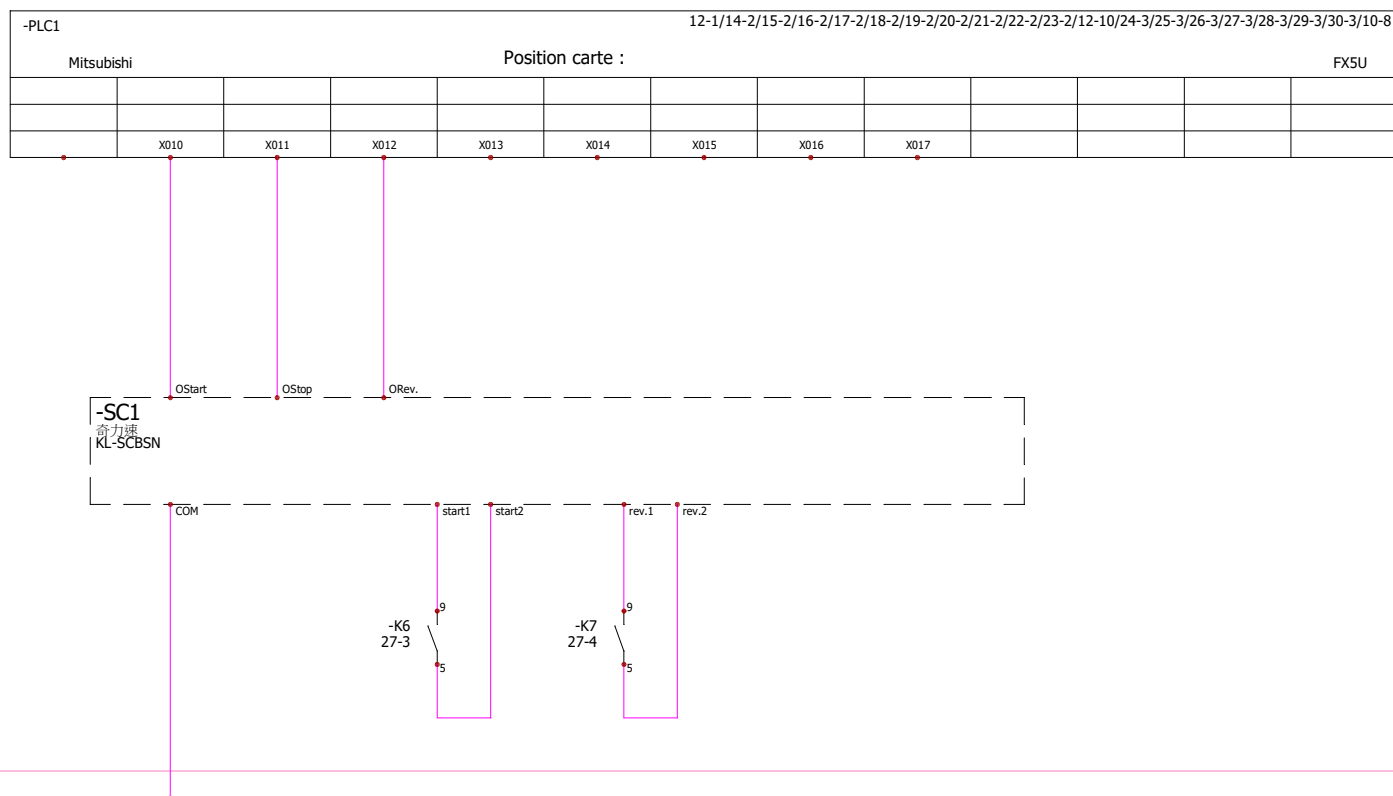 -PLC1
12-1/14-2/15-2/16-2/17-2/18-2/19-2/20-2/21-2/22-2/23-2/12-10/24-3/25-3/26-3/27-3/28-3/29-3/30-3/10-8
Mitsubishi
Position carte :
FX5U
X010 X011 X012 X013 X014 X015 X016 X017
OStart OStop ORev.
-SC1
奇力速
KL-SCBSN
COM start1 start2 rev.1 rev.2
9 9
-K6 -K7
27-3 27-4
5 5